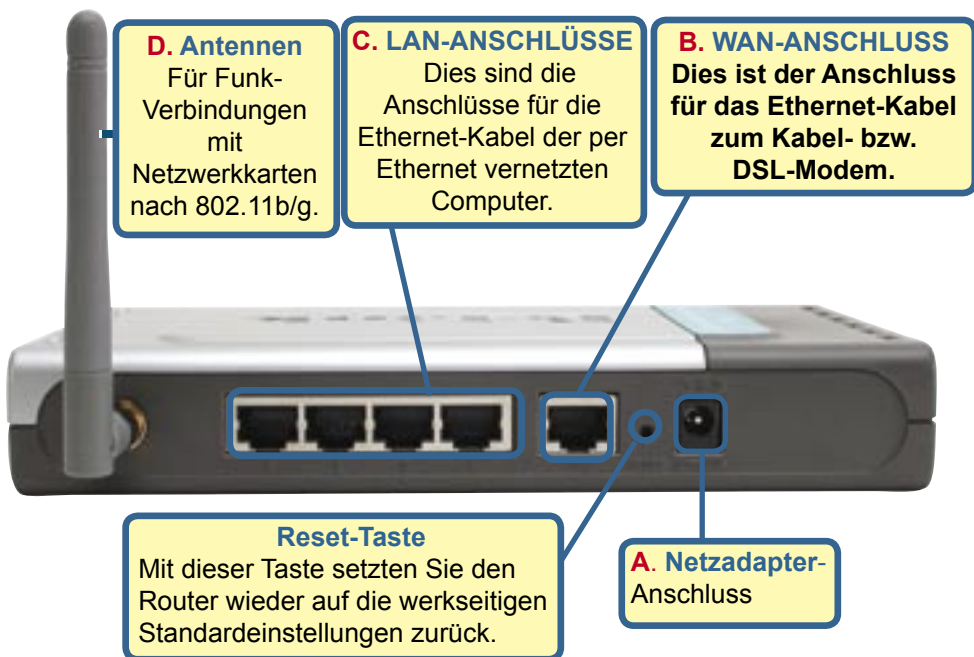 D. Antennen
Für Funk-
Verbindungen
mit
Netzwerkkarten
nach 802.11b/g.
C. LAN-ANSCHLÜSSE
Dies sind die
Anschlüsse für die
Ethernet-Kabel der per
Ethernet vernetzten
Computer.
B. WAN-ANSCHLUSS
Dies ist der Anschluss
für das Ethernet-Kabel
zum Kabel- bzw.
DSL-Modem.
Reset-Taste
Mit dieser Taste setzten Sie den
Router wieder auf die werkseitigen
Standardeinstellungen zurück.
A. Netzadapter-
Anschluss